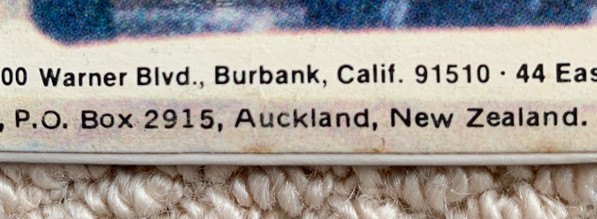 00 Warner Blvd., Burbank, Calif. 91510 · 44 Eas
, P.O. Box 2915, Auckland, New Zealand.